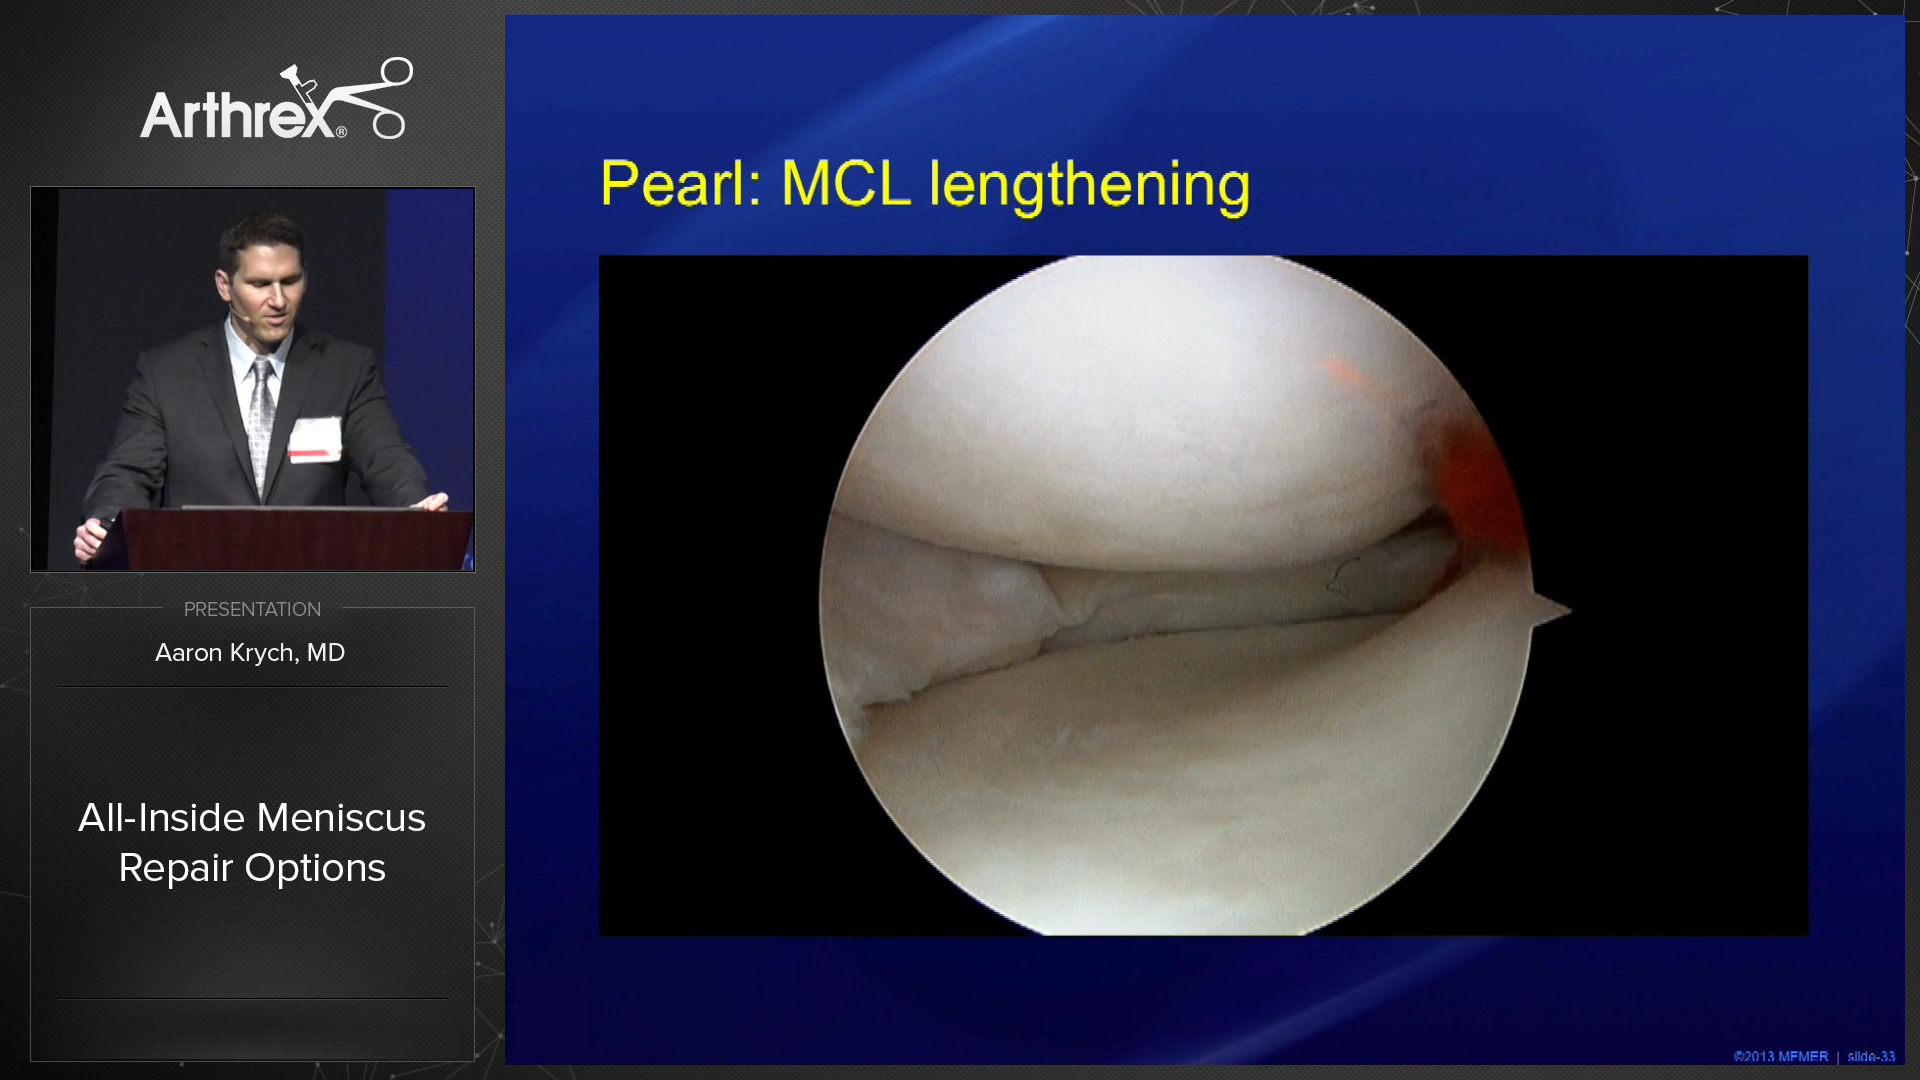 Arthrex®
Pearl: MCL lengthening
PRESENTATION
Aaron Krych, MD
All-Inside Meniscus
Repair Options
©2013 MFMER | slide-33